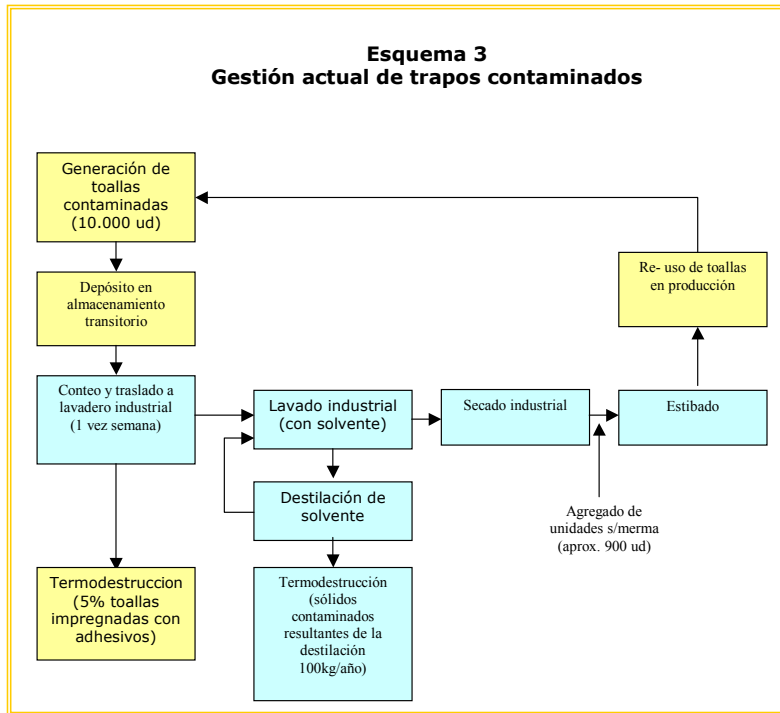 Esquema 3
Gestión actual de trapos contaminados
Generación de
toallas
contaminadas
(10.000 ud)
Re- uso de toallas
en producción
Depósito en
almacenamiento
transitorio
Conteo y traslado a
lavadero industrial
(1 vez semana)
Lavado industrial
(con solvente)
Secado industrial
Estibado
Destilación de
solvente
Agregado de
unidades s/merma
(aprox. 900 ud)
Termodestruccion
(5% toallas
impregnadas con
adhesivos)
Termodestrucción
(sólidos
contaminados
resultantes de la
destilación
100kg/año)